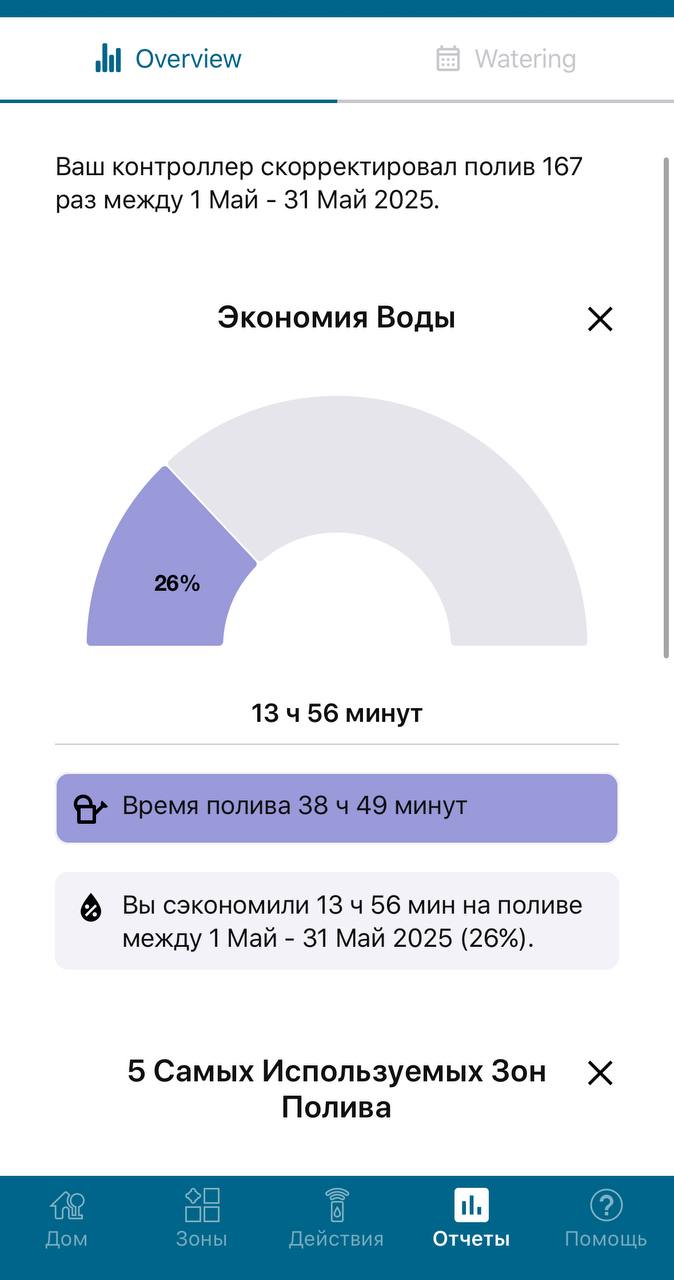 Overview
Watering
Ваш контроллер скорректировал полив 167
раз между 1 Май - 31 Май 2025.
Экономия Воды
26%
13 ч 56 минут
Время полива 38 ч 49 минут
Вы сэкономили 13 ч 56 мин на поливе
между 1 Май - 31 Май 2025 (26%).
5 Самых Используемых Зон
Полива
Дом
Зоны
Действия
Отчеты
Помощь